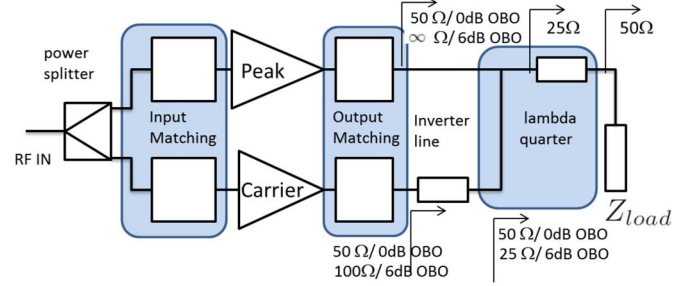 50 Ω/ 0dB OBO
∞ Ω/ 6dB OBO
25Ω
50Ω
power
splitter
Peak
Input
Matching
Output
Matching
Inverter
line
lambda
quarter
RF IN
Carrier
Z_load
50 Ω/ 0dB OBO
100Ω/ 6dB OBO
50 Ω/ 0dB OBO
25 Ω/ 6dB OBO